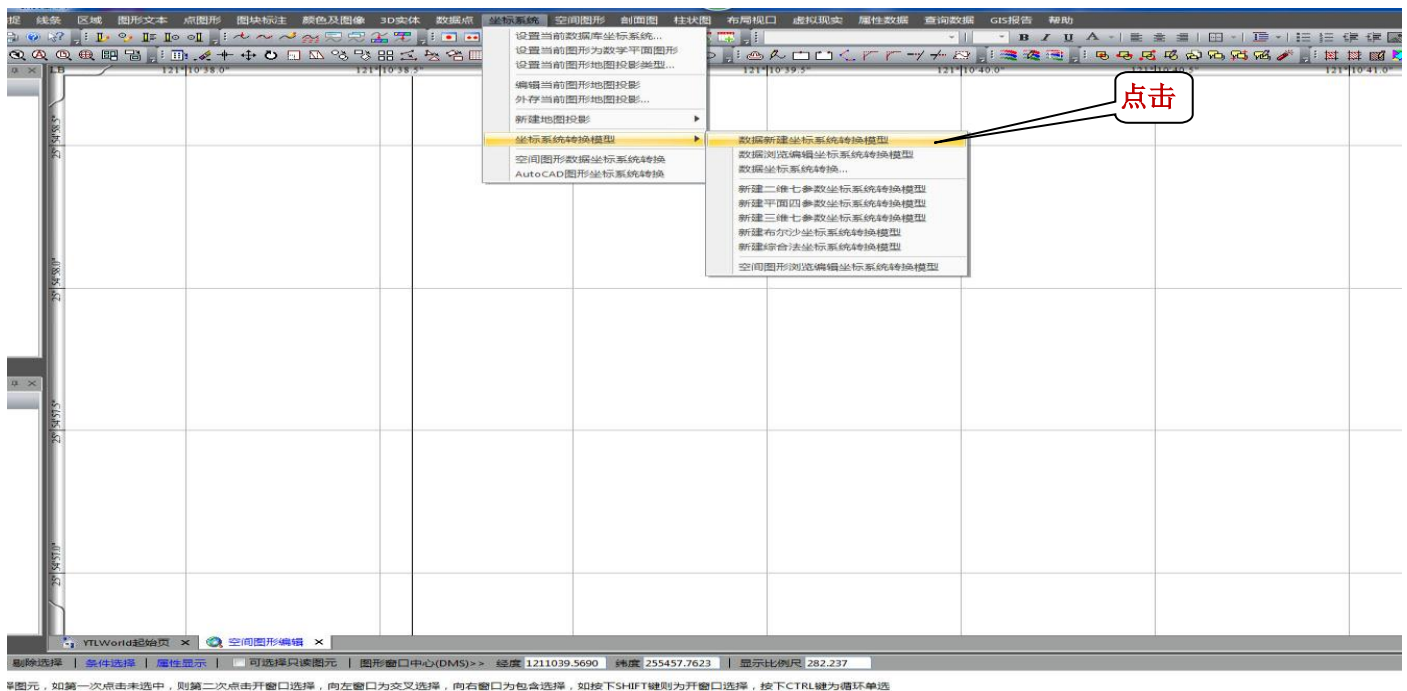 捉 线条 区域 图形文本 点图形 图块标注 颜色及图像 3D实体 数据点 坐标系统 空间图形 剖面图 柱状图 布局视口 虚拟现实 属性数据 查询数据 GIS报告 帮助
B I U A
LB 121°10'38.0" 121°10'38.5" 121°10'39.5" 121°10'40.0" 121°10'40.5" 121°10'41.0"
设置当前数据库坐标系统...
设置当前图形为数学平面图形
设置当前图形地图投影类型...
编辑当前图形地图投影
外存当前图形地图投影...
新建地图投影
坐标系统转换模型
空间图形数据坐标系统转换
AutoCAD图形坐标系统转换
点击
数据新建坐标系统转换模型
数据浏览编辑坐标系统转换模型
数据坐标系统转换...
新建二维七参数坐标系统转换模型
新建平面四参数坐标系统转换模型
新建三维七参数坐标系统转换模型
新建布尔沙坐标系统转换模型
新建综合法坐标系统转换模型
空间图形浏览编辑坐标系统转换模型
25°54'58.5"
25°54'58.0"
25°54'57.5"
25°54'57.0"
YTLWorld起始页 × 空间图形编辑 ×
剔除选择 | 条件选择 | 属性显示 | 可选择只读图元 | 图形窗口中心(DMS)>> 经度 1211039.5690 纬度 255457.7623 | 显示比例尺 282.237
图元，如第一次点击未选中，则第二次点击开窗口选择，向左窗口为交叉选择，向右窗口为包含选择，如按下SHIFT键则为开窗口选择，按下CTRL键为循环单选